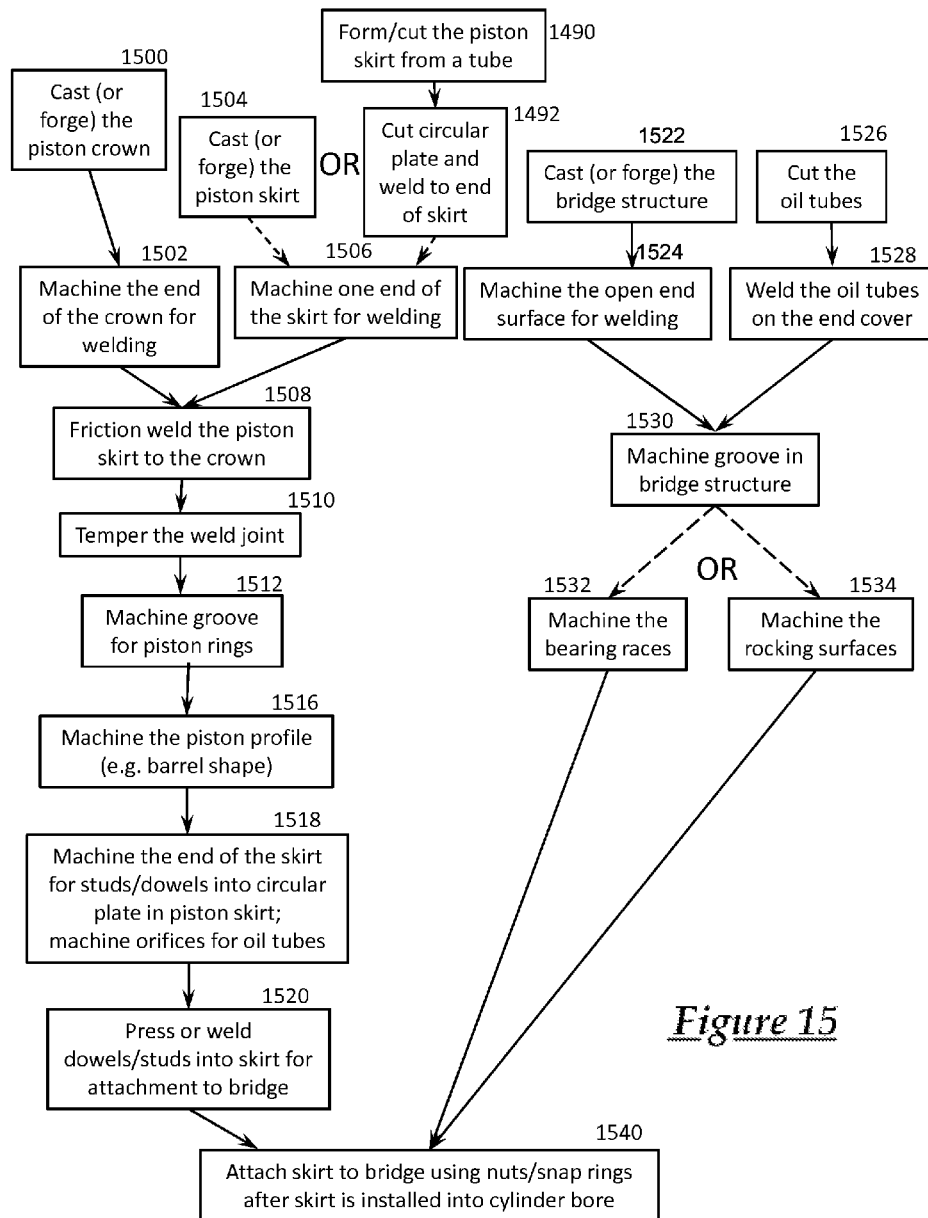 1490
Form/cut the piston
skirt from a tube
1500
Cast (or
forge) the
piston crown
1504
Cast (or
forge) the
piston skirt
OR
1492
Cut circular
plate and
weld to end
of skirt
1522
Cast (or forge) the
bridge structure
1526
Cut the
oil tubes
1502
Machine the end
of the crown for
welding
1506
Machine one end of
the skirt for welding
1524
Machine the open end
surface for welding
1528
Weld the oil tubes
on the end cover
1508
Friction weld the piston
skirt to the crown
1530
Machine groove in
bridge structure
1510
Temper the weld joint
1512
Machine groove
for piston rings
OR
1532
Machine the
bearing races
1534
Machine the
rocking surfaces
1516
Machine the piston profile
(e.g. barrel shape)
1518
Machine the end of the skirt
for studs/dowels into circular
plate in piston skirt;
machine orifices for oil tubes
1520
Press or weld
dowels/studs into skirt for
attachment to bridge
Figure 15
1540
Attach skirt to bridge using nuts/snap rings
after skirt is installed into cylinder bore